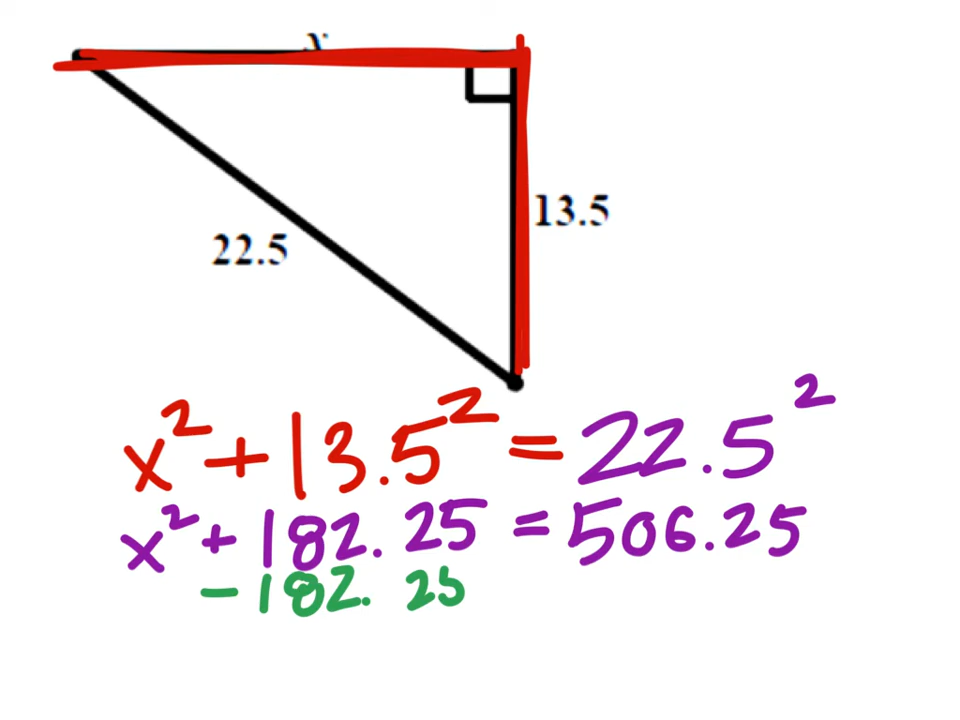 x
13.5
22.5
x² + 13.5² = 22.5²
x² + 182.25 = 506.25
- 182.25